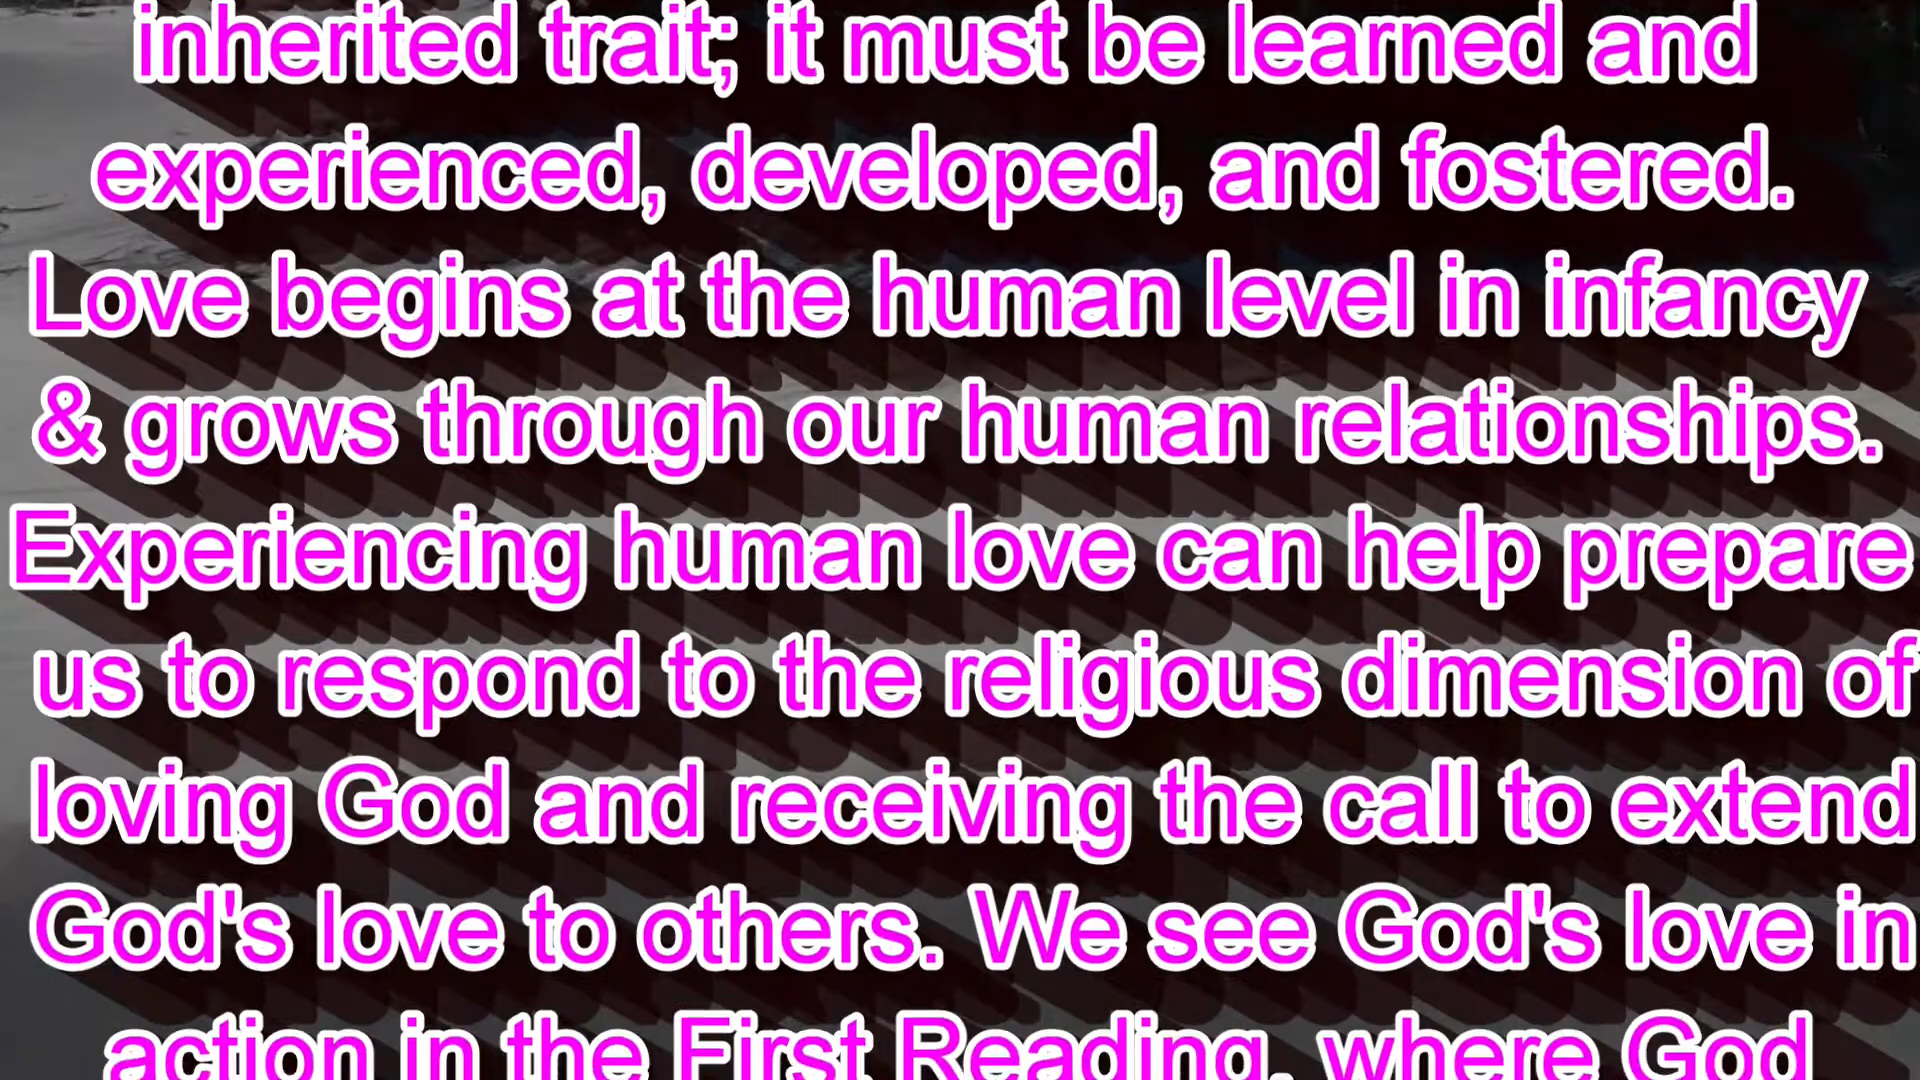 inherited trait; it must be learned and
experienced, developed, and fostered.
Love begins at the human level in infancy
& grows through our human relationships.
Experiencing human love can help prepare
us to respond to the religious dimension of
loving God and receiving the call to extend
God's love to others. We see God's love in
action in the First Reading, where God